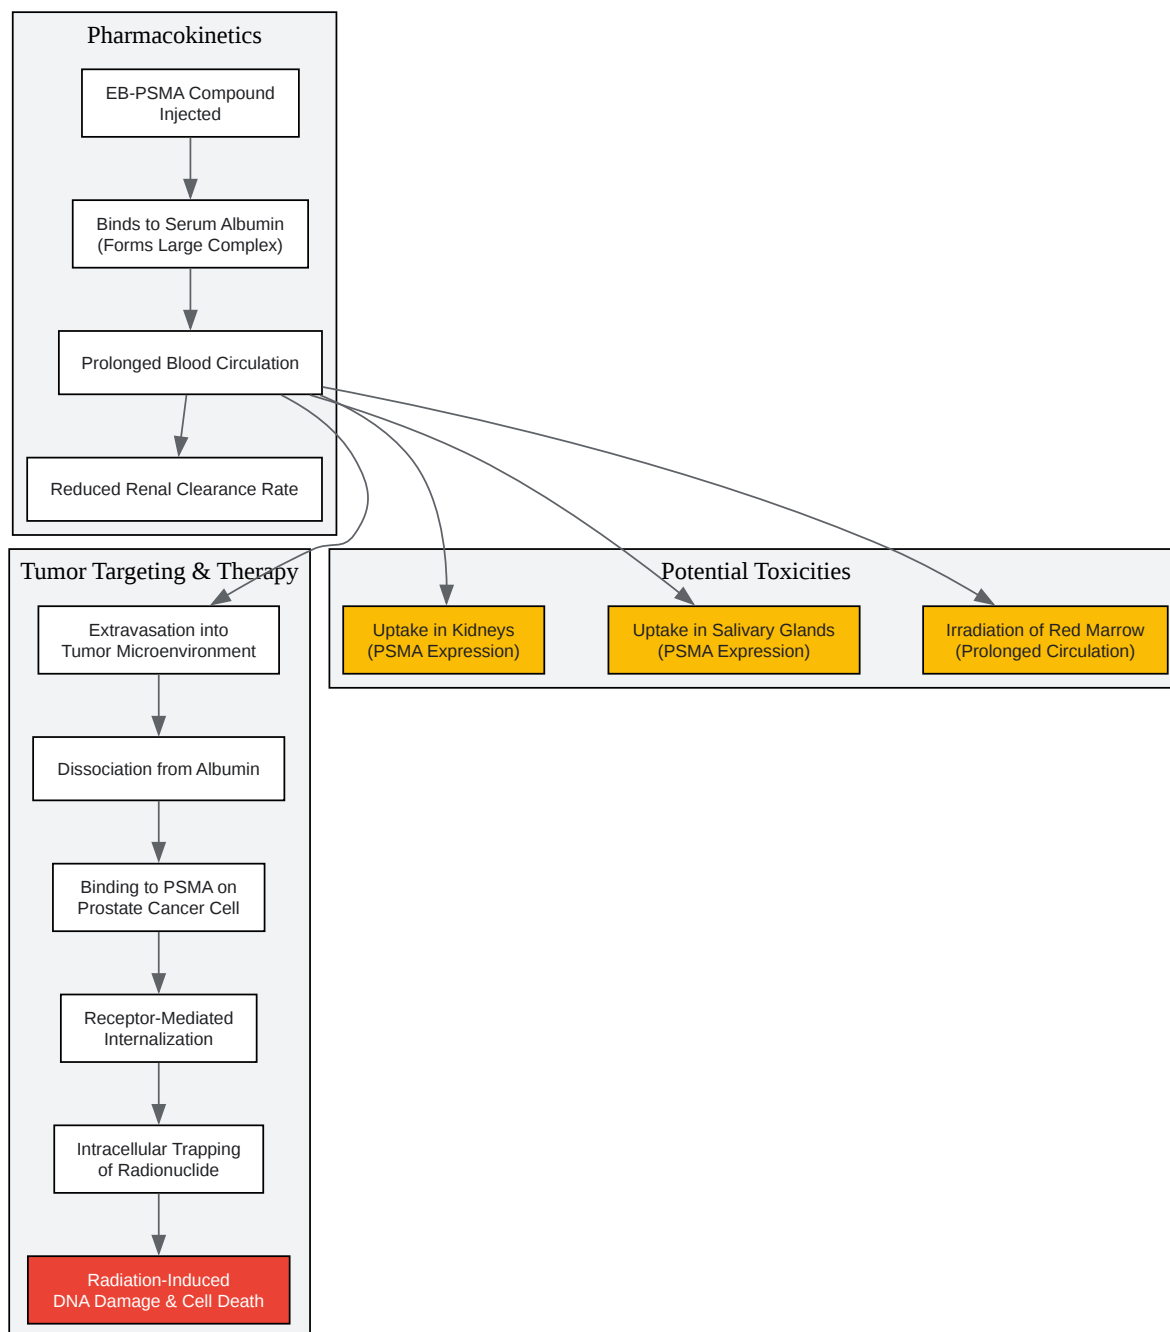 Pharmacokinetics
EB-PSMA Compound
Injected
Binds to Serum Albumin
(Forms Large Complex)
Prolonged Blood Circulation
Reduced Renal Clearance Rate
Tumor Targeting & Therapy
Extravasation into
Tumor Microenvironment
Dissociation from Albumin
Binding to PSMA on
Prostate Cancer Cell
Receptor-Mediated
Internalization
Intracellular Trapping
of Radionuclide
Radiation-Induced
DNA Damage & Cell Death
Potential Toxicities
Uptake in Kidneys
(PSMA Expression)
Uptake in Salivary Glands
(PSMA Expression)
Irradiation of Red Marrow
(Prolonged Circulation)